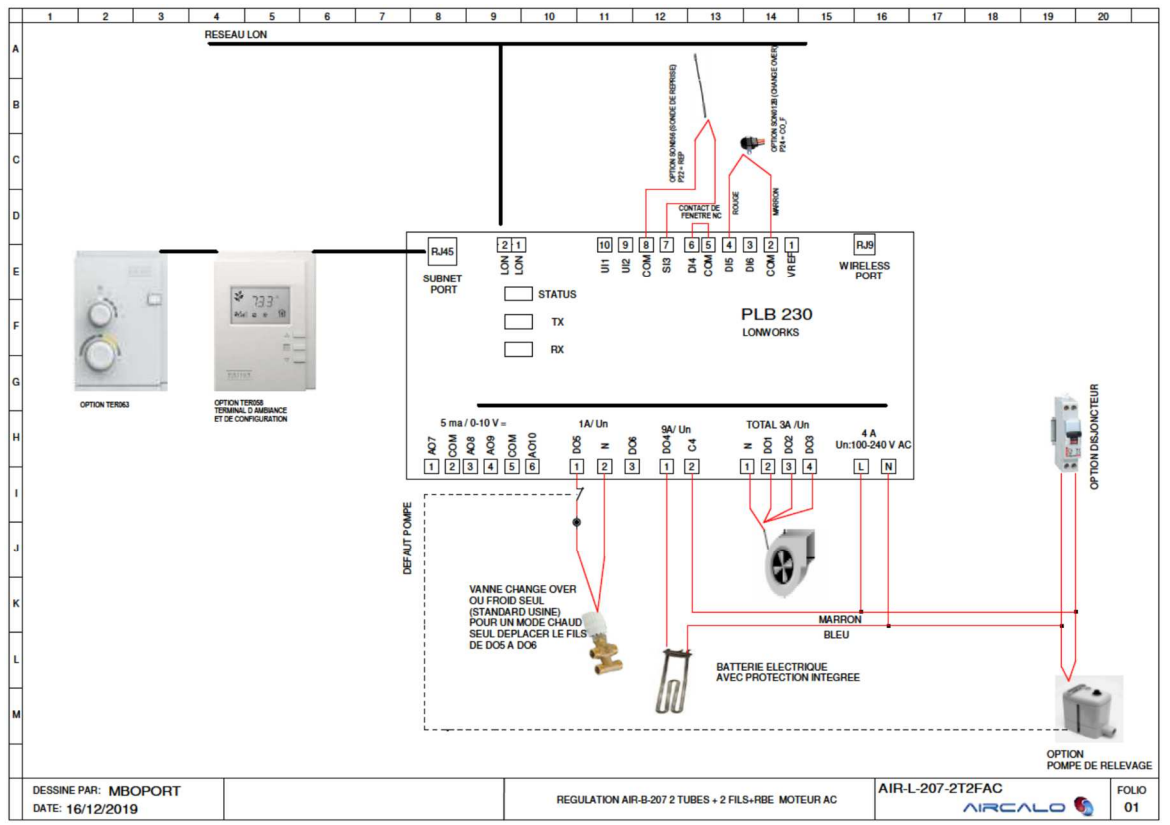 1 2 3 4 5 6 7 8 9 10 11 12 13 14 15 16 17 18 19 20
A
B
C
D
E
F
G
H
I
J
K
L
M
RESEAU LON
OPTION SON056 (SONDE DE REPRISE)
P22 = REP
OPTION SON012B (CHANGE OVER)
P24 = CO_F
CONTACT DE
FENETRE NC
ROUGE
MARRON
RJ45
SUBNET
PORT
2 1
LON LON
10 9 8 7 6 5 4 3 2 1
UI1 UI2 COM SI3 DI4 COM DI5 DI6 COM VREF
RJ9
WIRELESS
PORT
STATUS
TX
RX
PLB 230
LONWORKS
733
OPTION TER063
OPTION TER058
TERMINAL D AMBIANCE
ET DE CONFIGURATION
5 ma / 0-10 V =
AO7 COM AO8 AO9 COM AO10
1 2 3 4 5 6
1A/ Un
DO5 N DO6
1 2 3
9A/ Un
DO4 C4
1 2
TOTAL 3A /Un
N DO1 DO2 DO3
1 2 3 4
4 A
Un:100-240 V AC
L N
OPTION DISJONCTEUR
DEFAUT POMPE
VANNE CHANGE OVER
OU FROID SEUL
(STANDARD USINE)
POUR UN MODE CHAUD
SEUL DEPLACER LE FILS
DE DO5 A DO6
MARRON
BLEU
BATTERIE ELECTRIQUE
AVEC PROTECTION INTEGREE
OPTION
POMPE DE RELEVAGE
DESSINE PAR: MBOPORT
DATE: 16/12/2019
REGULATION AIR-B-207 2 TUBES + 2 FILS+RBE MOTEUR AC
AIR-L-207-2T2FAC
AIRCALO
FOLIO
01